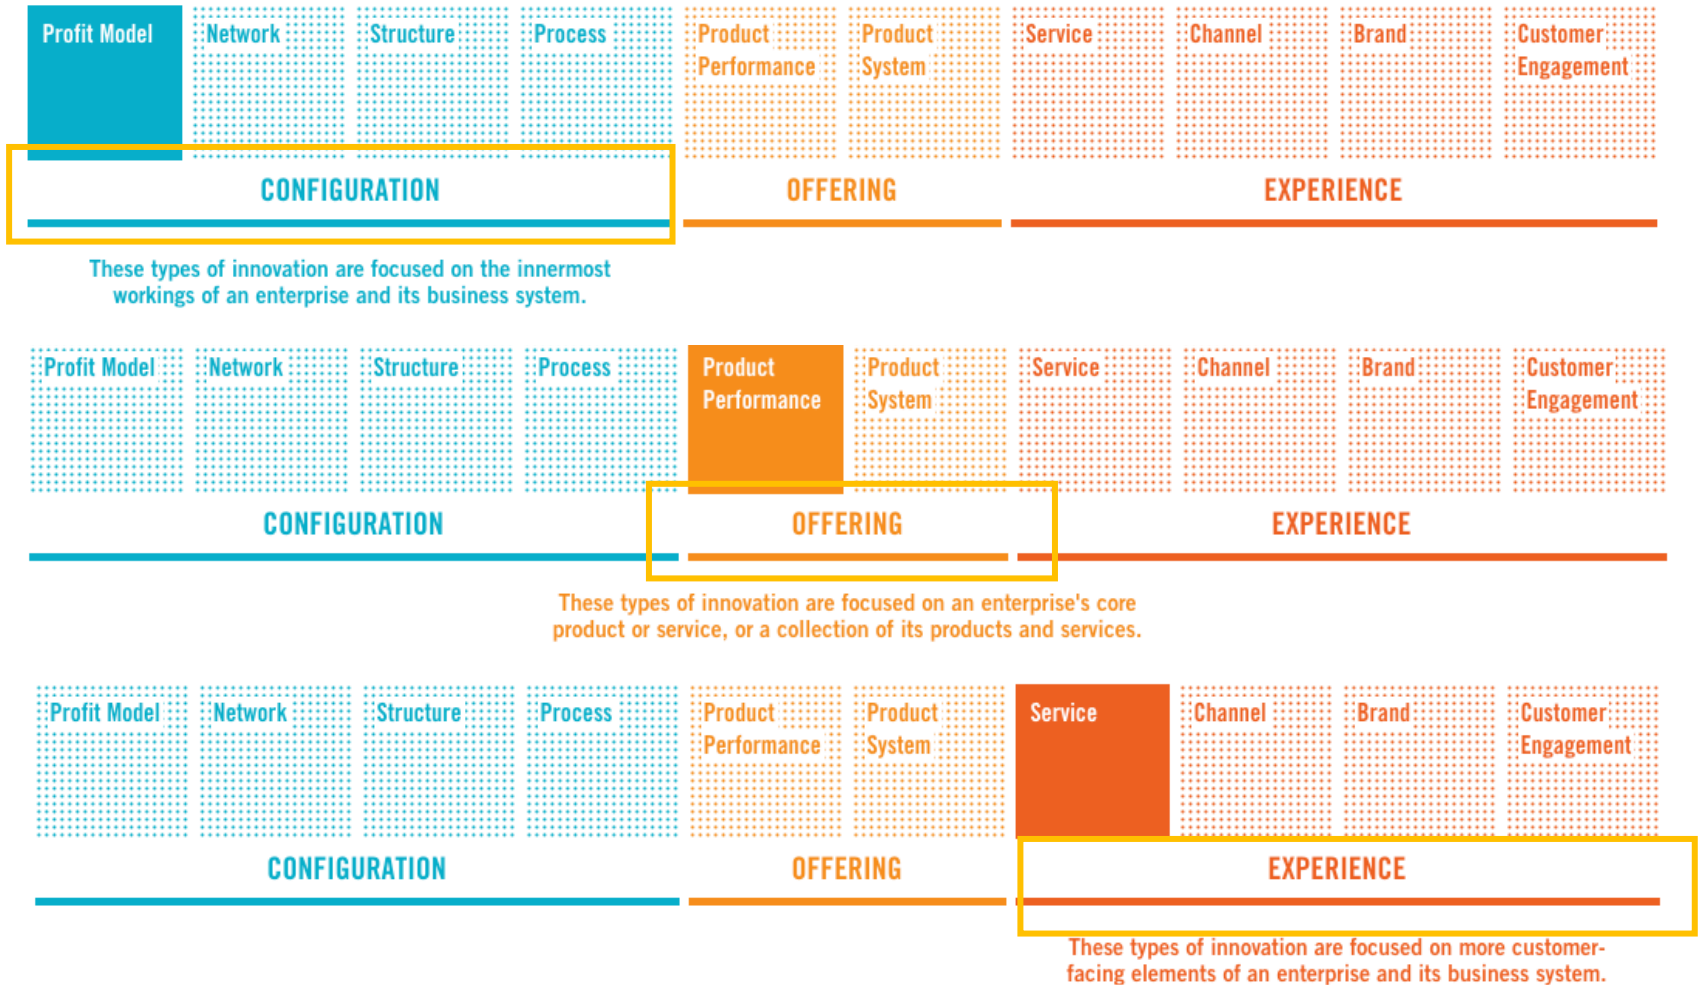 Profit Model Network Structure Process Product Performance Product System Service Channel Brand Customer Engagement
CONFIGURATION OFFERING EXPERIENCE
These types of innovation are focused on the innermost
workings of an enterprise and its business system.
Profit Model Network Structure Process Product Performance Product System Service Channel Brand Customer Engagement
CONFIGURATION OFFERING EXPERIENCE
These types of innovation are focused on an enterprise's core
product or service, or a collection of its products and services.
Profit Model Network Structure Process Product Performance Product System Service Channel Brand Customer Engagement
CONFIGURATION OFFERING EXPERIENCE
These types of innovation are focused on more customer-
facing elements of an enterprise and its business system.